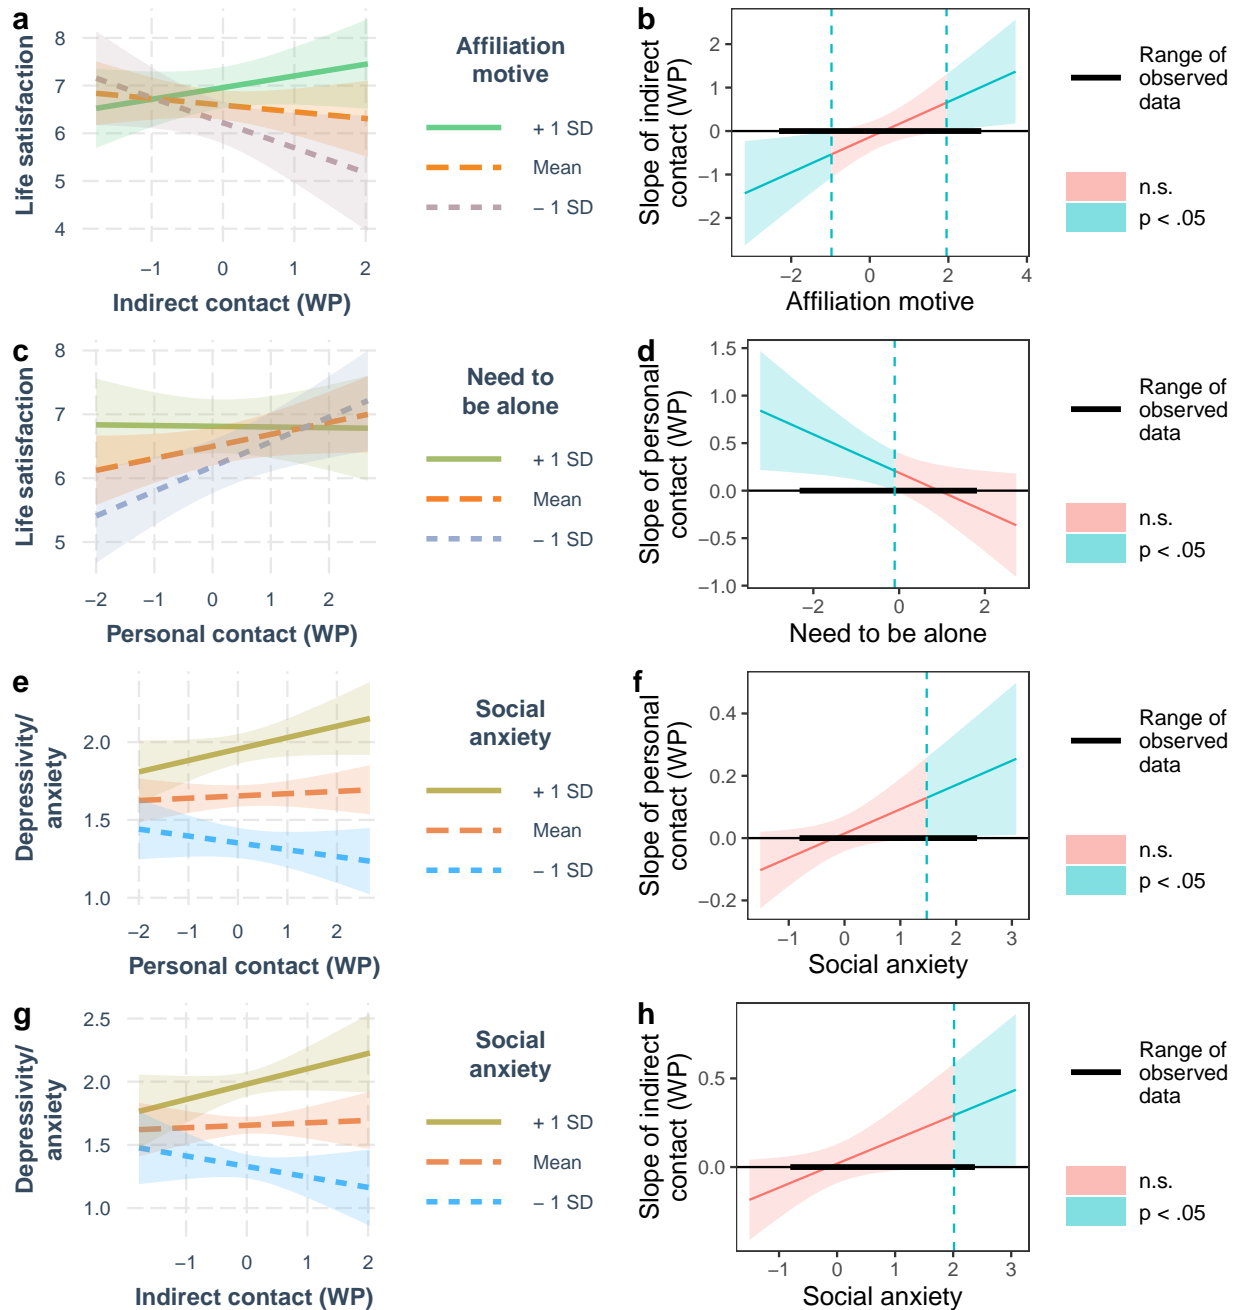 a
Life satisfaction
8
7
6
5
4
−1
0
1
2
Indirect contact (WP)
Affiliation
motive
+ 1 SD
Mean
− 1 SD
b
Slope of indirect
contact (WP)
2
1
0
−1
−2
−2
0
2
4
Affiliation motive
Range of
observed
data
n.s.
p < .05
c
Life satisfaction
8
7
6
5
−2
−1
0
1
2
Personal contact (WP)
Need to
be alone
+ 1 SD
Mean
− 1 SD
d
Slope of personal
contact (WP)
1.5
1.0
0.5
0.0
−0.5
−1.0
−2
0
2
Need to be alone
Range of
observed
data
n.s.
p < .05
e
Depressivity/
anxiety
2.0
1.5
1.0
−2
−1
0
1
2
Personal contact (WP)
Social
anxiety
+ 1 SD
Mean
− 1 SD
f
Slope of personal
contact (WP)
0.4
0.2
0.0
−0.2
−1
0
1
2
3
Social anxiety
Range of
observed
data
n.s.
p < .05
g
Depressivity/
anxiety
2.5
2.0
1.5
1.0
−1
0
1
2
Indirect contact (WP)
Social
anxiety
+ 1 SD
Mean
− 1 SD
h
Slope of indirect
contact (WP)
0.5
0.0
−1
0
1
2
3
Social anxiety
Range of
observed
data
n.s.
p < .05